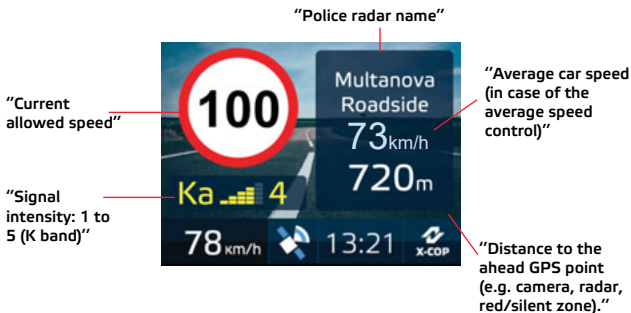 "Police radar name"
"Current
allowed speed"
"Signal
intensity: 1 to
5 (K band)"
100
Multanova
Roadside
73km/h
720m
Ka 4
78 км/h 13:21 X-COP
"Average car speed
(in case of the
average speed
control)"
"Distance to the
ahead GPS point
(e.g. camera, radar,
red/silent zone)."